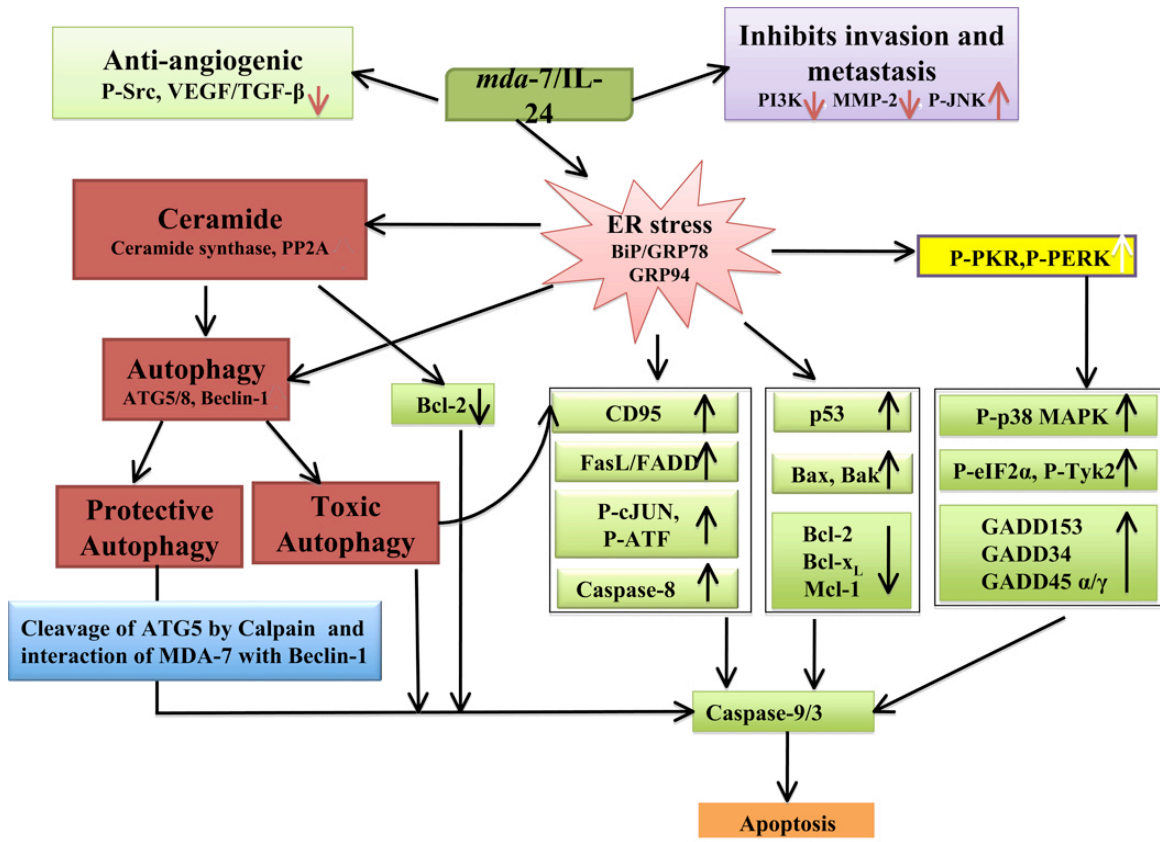 Anti-angiogenic
P-Src, VEGF/TGF-β
mda-7/IL-
24
Inhibits invasion and
metastasis
PI3K MMP-2 P-JNK
Ceramide
Ceramide synthase, PP2A
ER stress
BiP/GRP78
GRP94
P-PKR,P-PERK
Autophagy
ATG5/8, Beclin-1
Bcl-2
CD95
FasL/FADD
P-cJUN,
P-ATF
Caspase-8
p53
Bax, Bak
Bcl-2
Bcl-xL
Mcl-1
P-p38 MAPK
P-eIF2α, P-Tyk2
GADD153
GADD34
GADD45 α/γ
Protective
Autophagy
Toxic
Autophagy
Cleavage of ATG5 by Calpain and
interaction of MDA-7 with Beclin-1
Caspase-9/3
Apoptosis